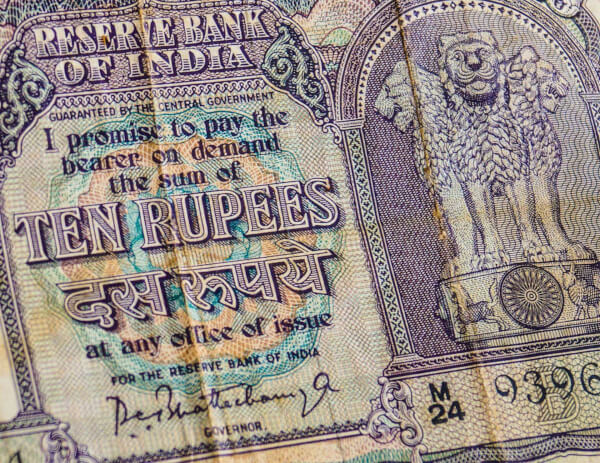 RESERVE BANK
OF INDIA
GUARANTEED BY THE CENTRAL GOVERNMENT
I promise to pay the
bearer on demand
the sum of
TEN RUPEES
दस रुपये
at any office of issue
FOR THE RESERVE BANK OF INDIA
P. C. Bhattacharyya
GOVERNOR.
M
24
9396
B